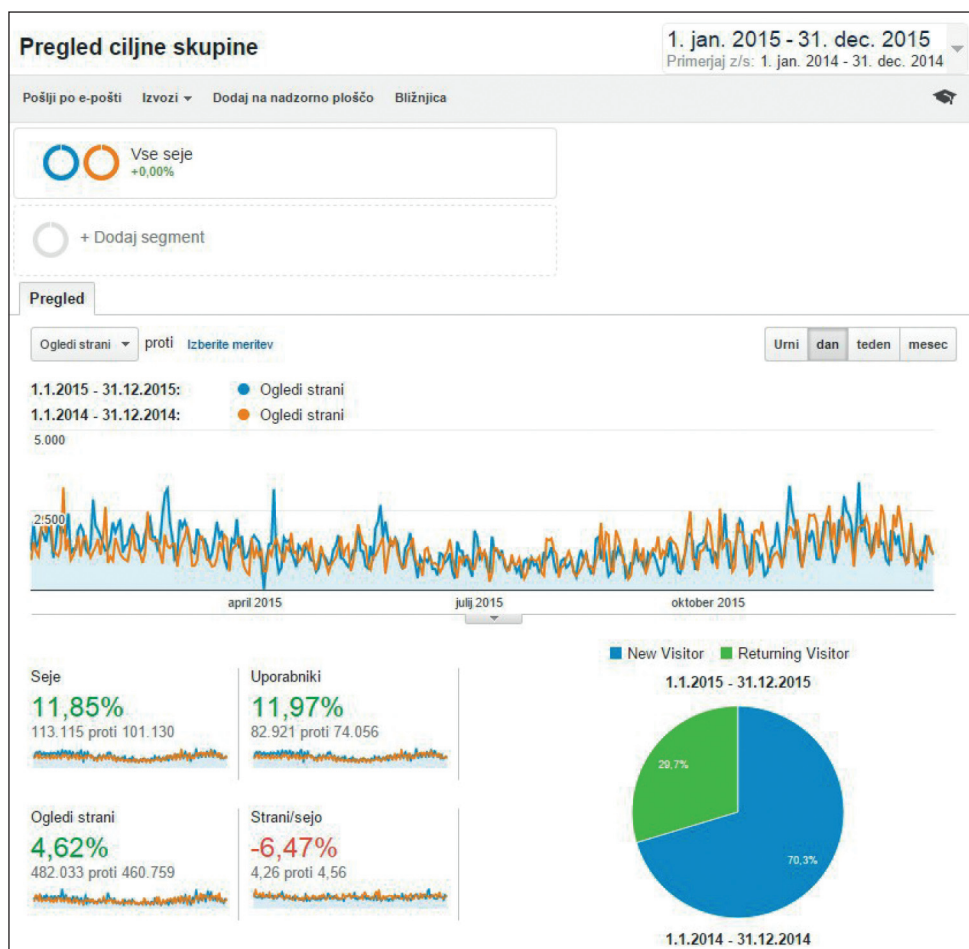 Pregled ciljne skupine
1. jan. 2015 - 31. dec. 2015
Primerjaj z/s: 1. jan. 2014 - 31. dec. 2014
Pošlji po e-pošti Izvozi Dodaj na nadzorno ploščo Bližnjica
Vse seje
+0,00%
+ Dodaj segment
Pregled
Ogledi strani proti Izberite meritev
Urni dan teden mesec
1.1.2015 - 31.12.2015: Ogledi strani
1.1.2014 - 31.12.2014: Ogledi strani
5.000
2.500
april 2015 julij 2015 oktober 2015
Seje
11,85%
113.115 proti 101.130
Uporabniki
11,97%
82.921 proti 74.056
Ogledi strani
4,62%
482.033 proti 460.759
Strani/sejo
-6,47%
4,26 proti 4,56
New Visitor Returning Visitor
1.1.2015 - 31.12.2015
29,7%
70,3%
1.1.2014 - 31.12.2014